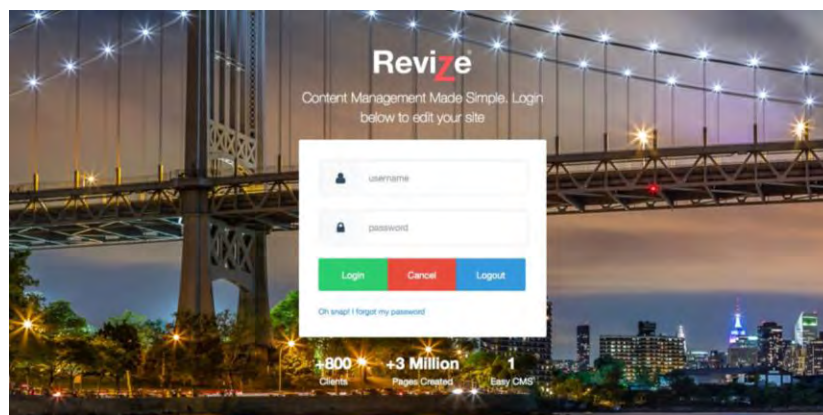 Revize
Content Management Made Simple. Login
below to edit your site
username
password
Login Cancel Logout
Oh snap! I forgot my password
+800 +3 Million 1
Clients Pages Created Easy CMS